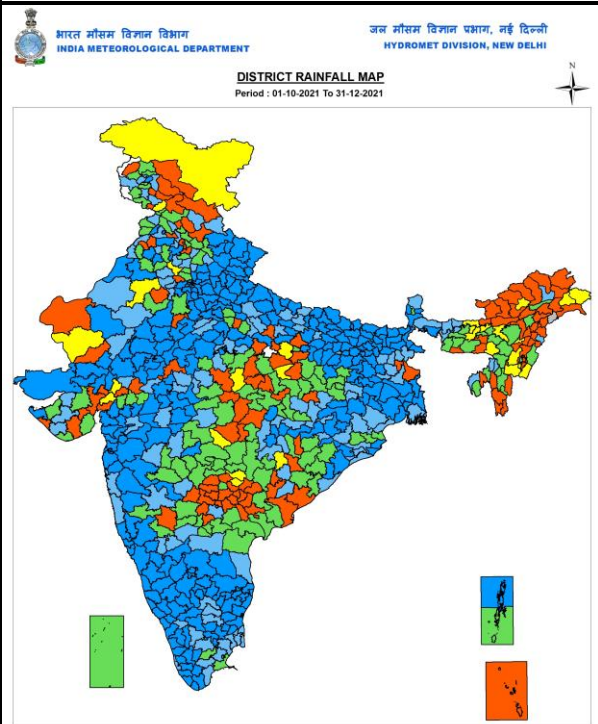 भारत मौसम विज्ञान विभाग
INDIA METEOROLOGICAL DEPARTMENT
जल मौसम विज्ञान प्रभाग, नई दिल्ली
HYDROMET DIVISION, NEW DELHI
DISTRICT RAINFALL MAP
Period : 01-10-2021 To 31-12-2021
N